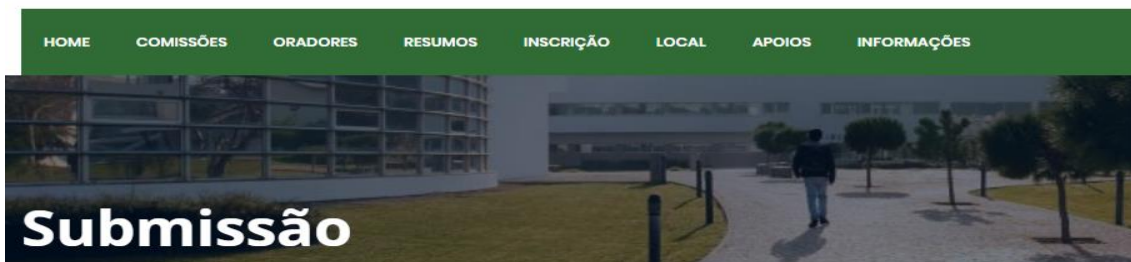 HOME COMISSÕES ORADORES RESUMOS INSCRIÇÃO LOCAL APOIOS INFORMAÇÕES
Submissão